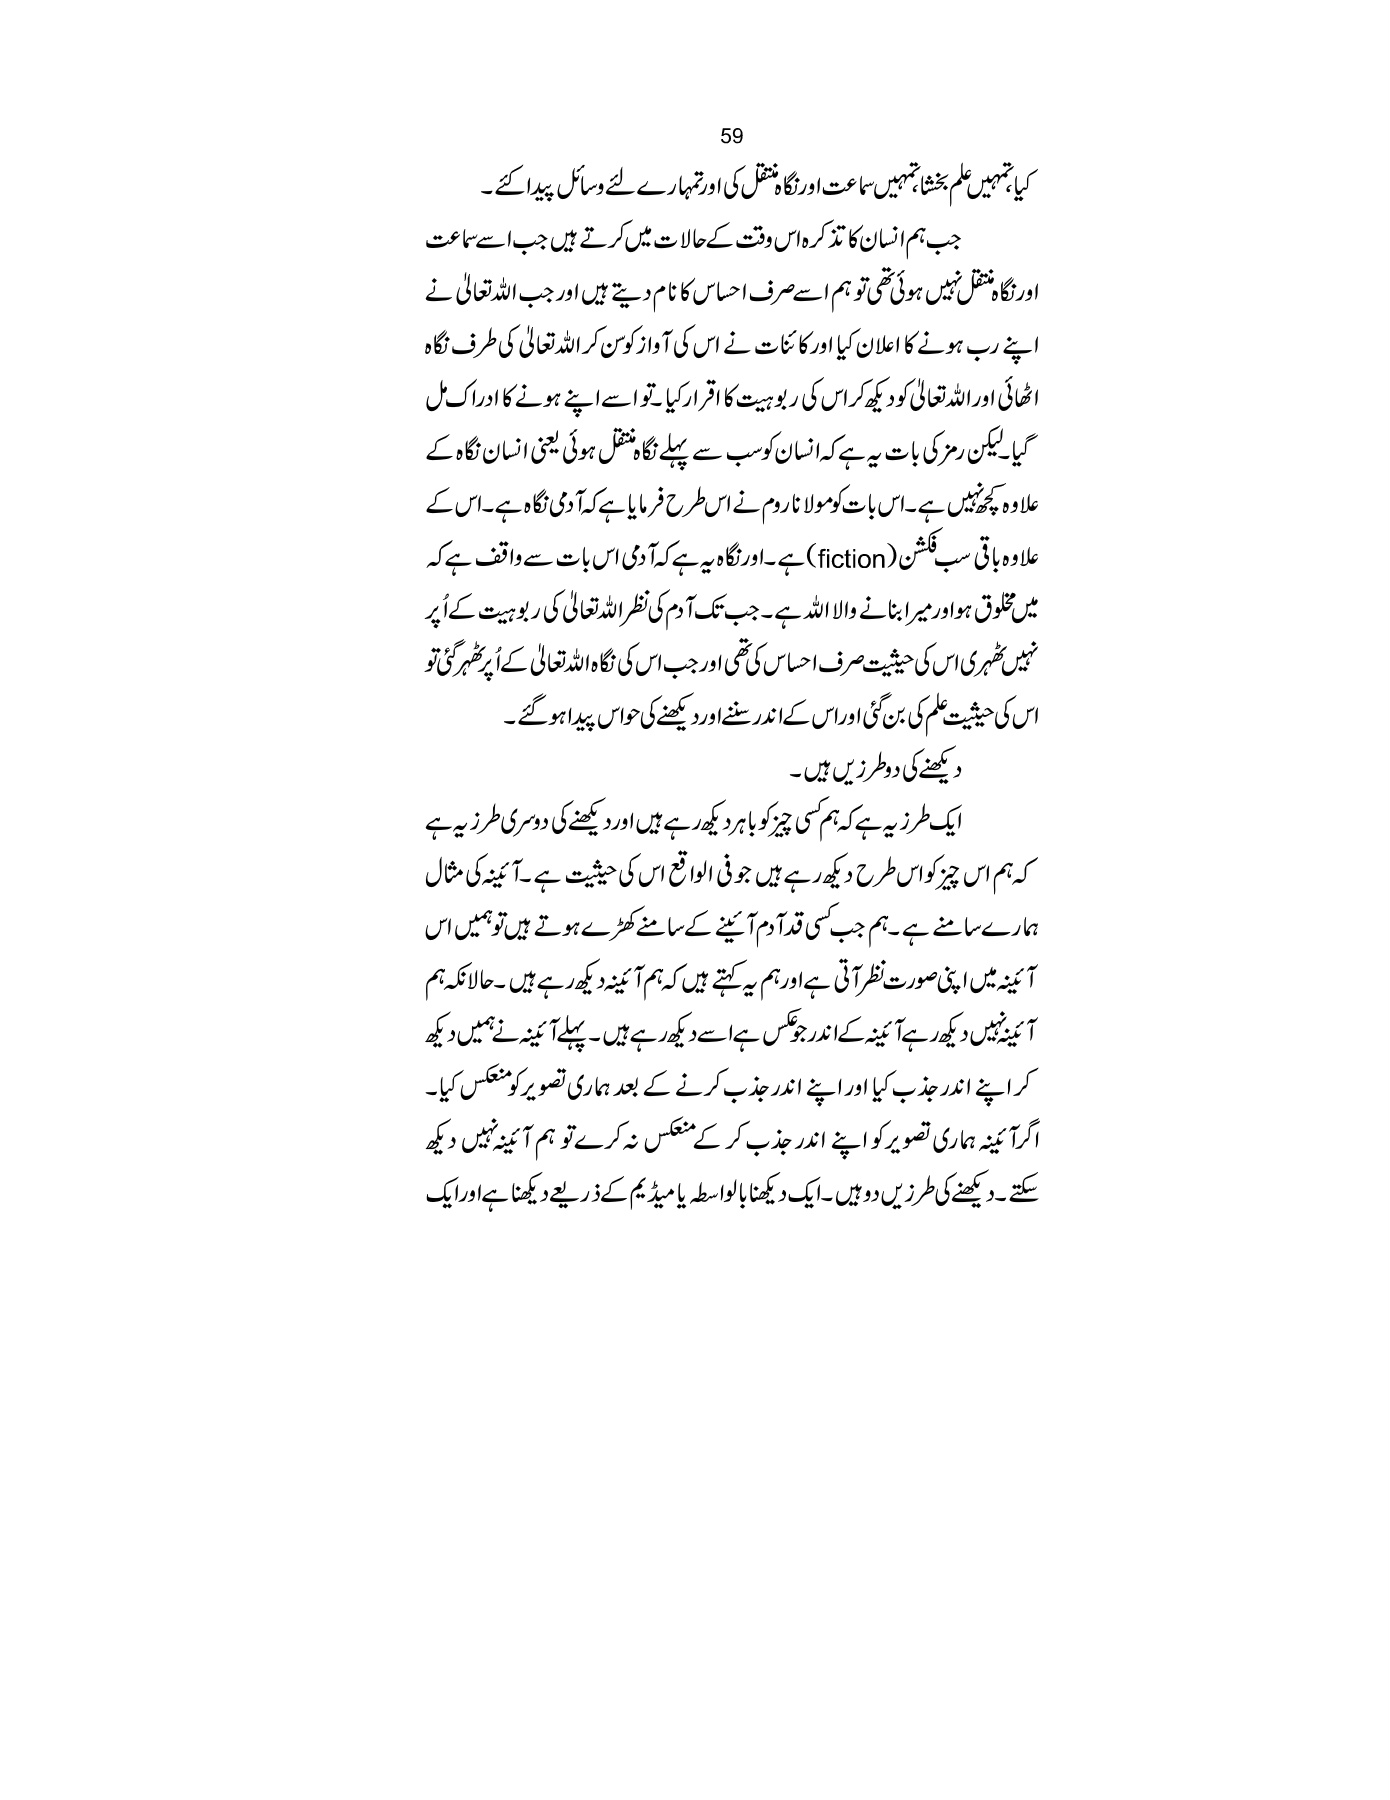 59
کیا، تمہیں علم بخشا، تمہیں سماعت اور نگاہ منتقل کی اور تمہارے لئے وسائل پیدا کئے۔
جب ہم انسان کا تذکرہ اس وقت کے حالات میں کرتے ہیں جب اسے سماعت
اور نگاہ منتقل نہیں ہوئی تھی تو ہم اسے صرف احساس کا نام دیتے ہیں اور جب اللہ تعالیٰ نے
اپنے رب ہونے کا اعلان کیا اور کائنات نے اس کی آواز کو سن کر اللہ تعالیٰ کی طرف نگاہ
اٹھائی اور اللہ تعالیٰ کو دیکھ کر اس کی ربوبیت کا اقرار کیا۔ تو اسے اپنے ہونے کا ادراک مل
گیا۔ لیکن رمز کی بات یہ ہے کہ انسان کو سب سے پہلے نگاہ منتقل ہوئی یعنی انسان نگاہ کے
علاوہ کچھ نہیں ہے۔ اس بات کو مولانا روم نے اس طرح فرمایا ہے کہ آدمی نگاہ ہے۔ اس کے
علاوہ باقی سب فکشن (fiction) ہے۔ اور نگاہ یہ ہے کہ آدمی اس بات سے واقف ہے کہ
میں مخلوق ہو اور میرا بنانے والا اللہ ہے۔ جب تک آدم کی نظر اللہ تعالیٰ کی ربوبیت کے اُپر
نہیں ٹھہری اس کی حیثیت صرف احساس کی تھی اور جب اس کی نگاہ اللہ تعالیٰ کے اُپر ٹھہر گئی تو
اس کی حیثیت علم کی بن گئی اور اس کے اندر سننے اور دیکھنے کی حواس پیدا ہو گئے۔
دیکھنے کی دو طرزیں ہیں۔
ایک طرز یہ ہے کہ ہم کسی چیز کو باہر دیکھ رہے ہیں اور دیکھنے کی دوسری طرز یہ ہے
کہ ہم اس چیز کو اس طرح دیکھ رہے ہیں جو فی الواقع اس کی حیثیت ہے۔ آئینہ کی مثال
ہمارے سامنے ہے۔ ہم جب کسی قد آدم آئینے کے سامنے کھڑے ہوتے ہیں تو ہمیں اس
آئینہ میں اپنی صورت نظر آتی ہے اور ہم یہ کہتے ہیں کہ ہم آئینہ دیکھ رہے ہیں۔ حالانکہ ہم
آئینہ نہیں دیکھ رہے آئینہ کے اندر جو عکس ہے اسے دیکھ رہے ہیں۔ پہلے آئینہ نے ہمیں دیکھ
کر اپنے اندر جذب کیا اور اپنے اندر جذب کرنے کے بعد ہماری تصویر کو منعکس کیا۔
اگر آئینہ ہماری تصویر کو اپنے اندر جذب کر کے منعکس نہ کرے تو ہم آئینہ نہیں دیکھ
سکتے۔ دیکھنے کی طرزیں دو ہیں۔ ایک دیکھنا بالواسطہ یا میڈیم کے ذریعے دیکھنا ہے اور ایک